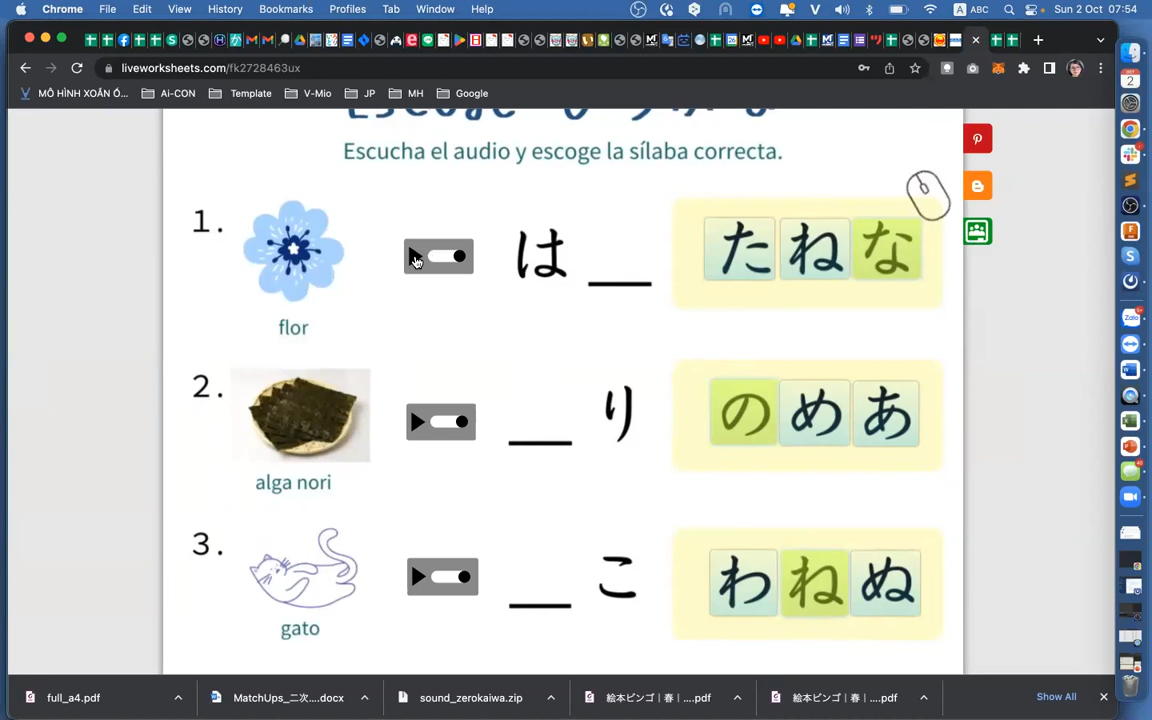 Chrome File Edit View History Bookmarks Profiles Tab Window Help
ABC Sun 2 Oct 07:54
liveworksheets.com/fk2728463ux
MÔ HÌNH XOẮN Ố... Ai-CON Template V-Mio JP MH Google
Escucha el audio y escoge la sílaba correcta.
1. は __ た ね な
flor
2. __ り の め あ
alga nori
3. __ こ わ ね ぬ
gato
full_a4.pdf MatchUps_二次....docx sound_zerokaiwa.zip 絵本ビンゴ｜春｜....pdf 絵本ビンゴ｜春｜....pdf Show All